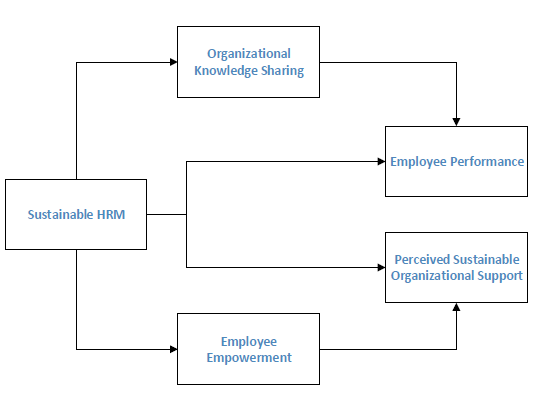 Organizational
Knowledge Sharing
Employee Performance
Sustainable HRM
Perceived Sustainable
Organizational Support
Employee
Empowerment